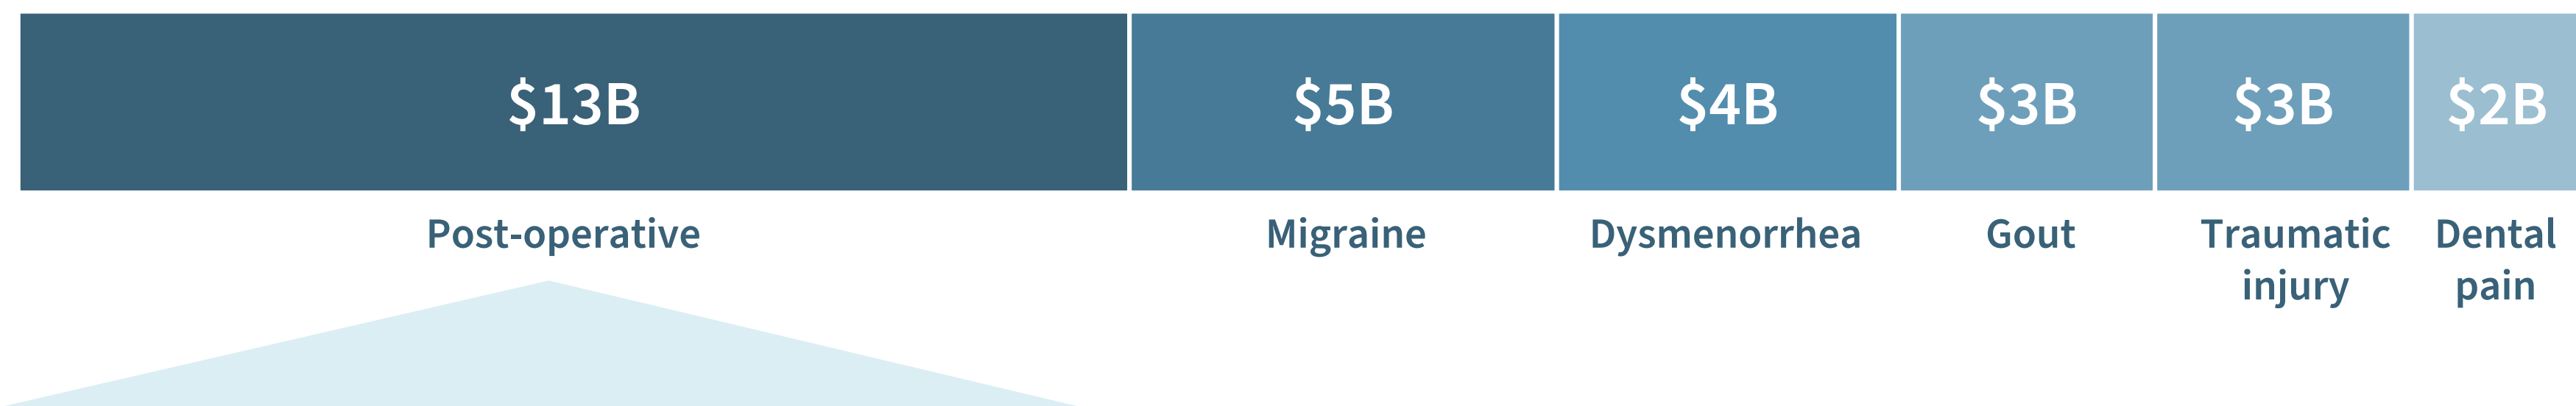 $13B $5B $4B $3B $3B $2B
Post-operative Migraine Dysmenorrhea Gout Traumatic Dental
injury pain